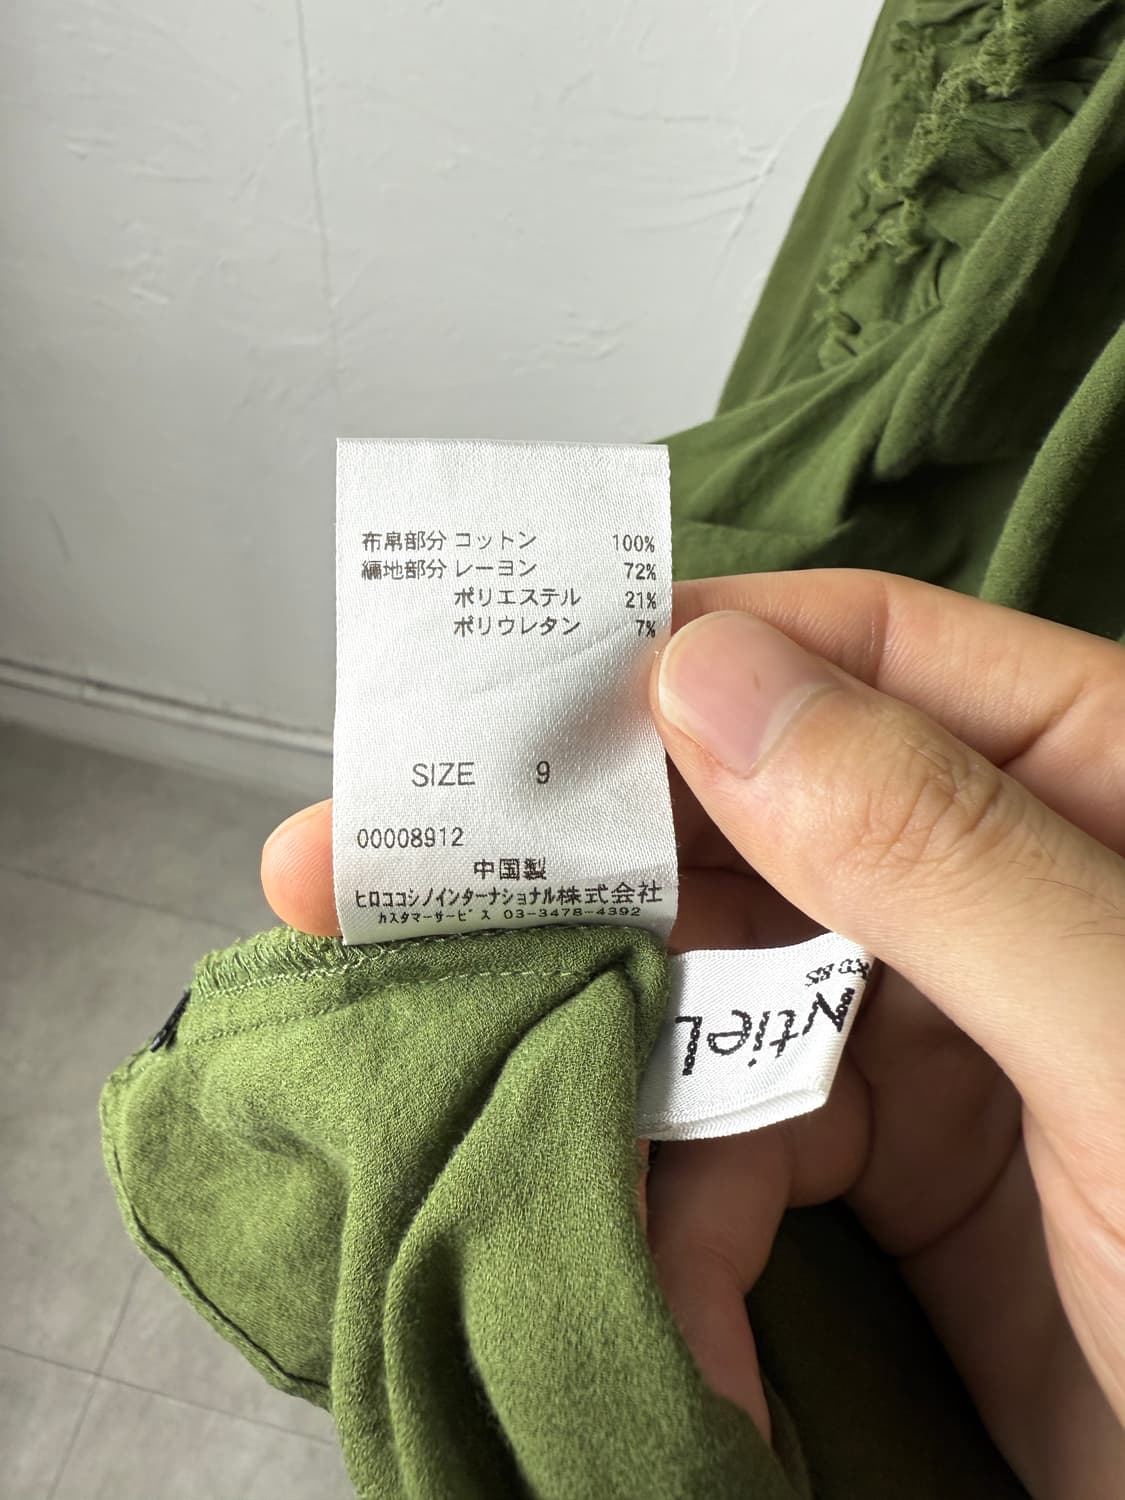 布帛部分 コットン 100%
編地部分 レーヨン 72%
ポリエステル 21%
ポリウレタン 7%
SIZE 9
00008912
中国製
ヒロココシノインターナショナル株式会社
カスタマーサービス 03-3478-4392